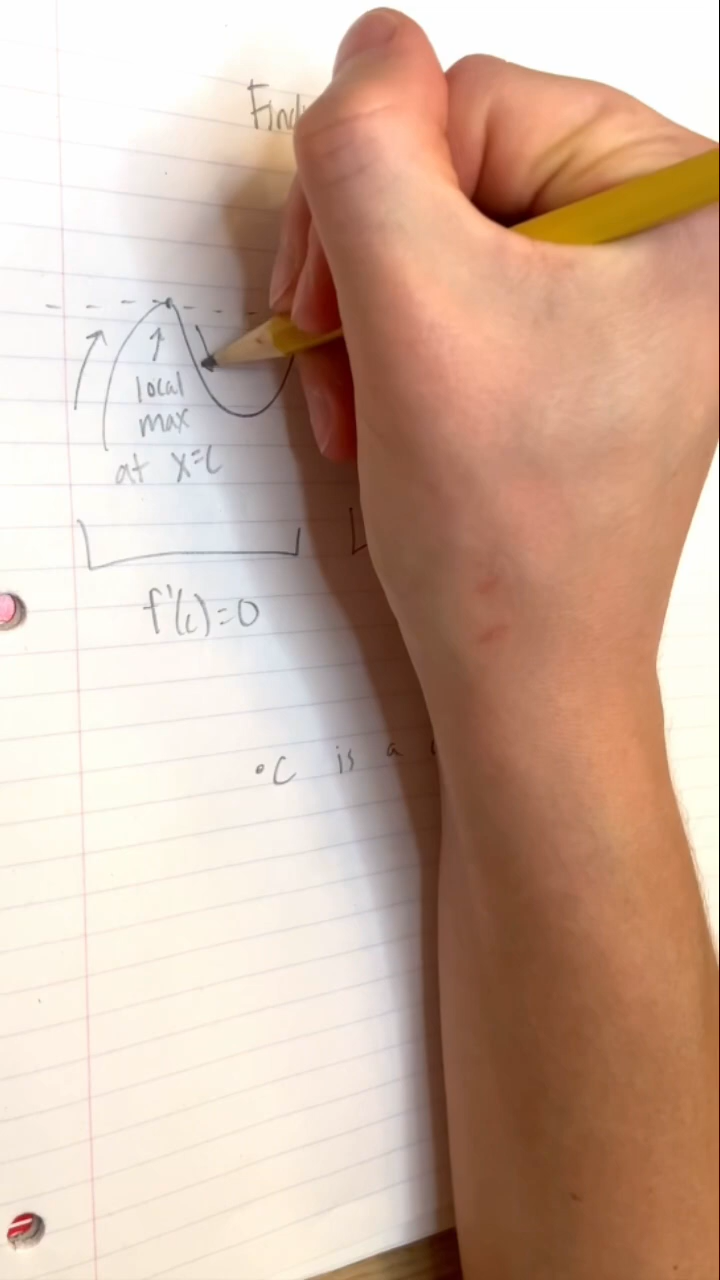 local
max
at x=c
f'(c)=0
•C is a